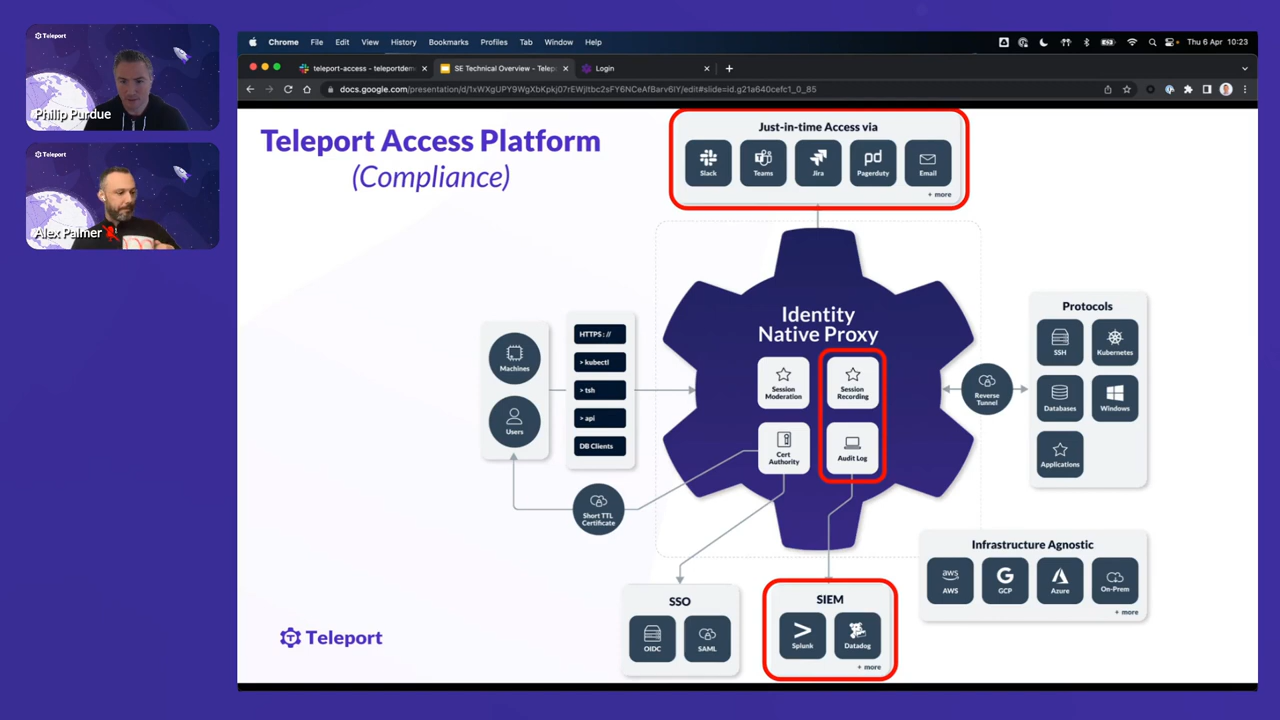 Teleport
Philip Purdue
Teleport
Alex Palmer
Chrome File Edit View History Bookmarks Profiles Tab Window Help
Thu 6 Apr 10:23
teleport-access - teleportdem
SE Technical Overview - Telep
Login
docs.google.com/presentation/d/1xWXgUPY9WgXbKpkj07rEWjItbc2sFY6NCeAfBarv6IY/edit#slide=id.g21a640cefc1_0_85
Teleport Access Platform
(Compliance)
Just-in-time Access via
Slack
Teams
Jira
pd
Pagerduty
Email
+ more
Identity
Native Proxy
Session
Moderation
Session
Recording
Cert
Authority
Audit Log
Machines
Users
HTTPS://
> kubectl
> tsh
> api
DB Clients
Short TTL
Certificate
Reverse
Tunnel
Protocols
SSH
Kubernetes
Databases
Windows
Applications
Infrastructure Agnostic
aws
AWS
G
GCP
Azure
On-Prem
+ more
SSO
OIDC
SAML
SIEM
Splunk
Datadog
+ more
Teleport